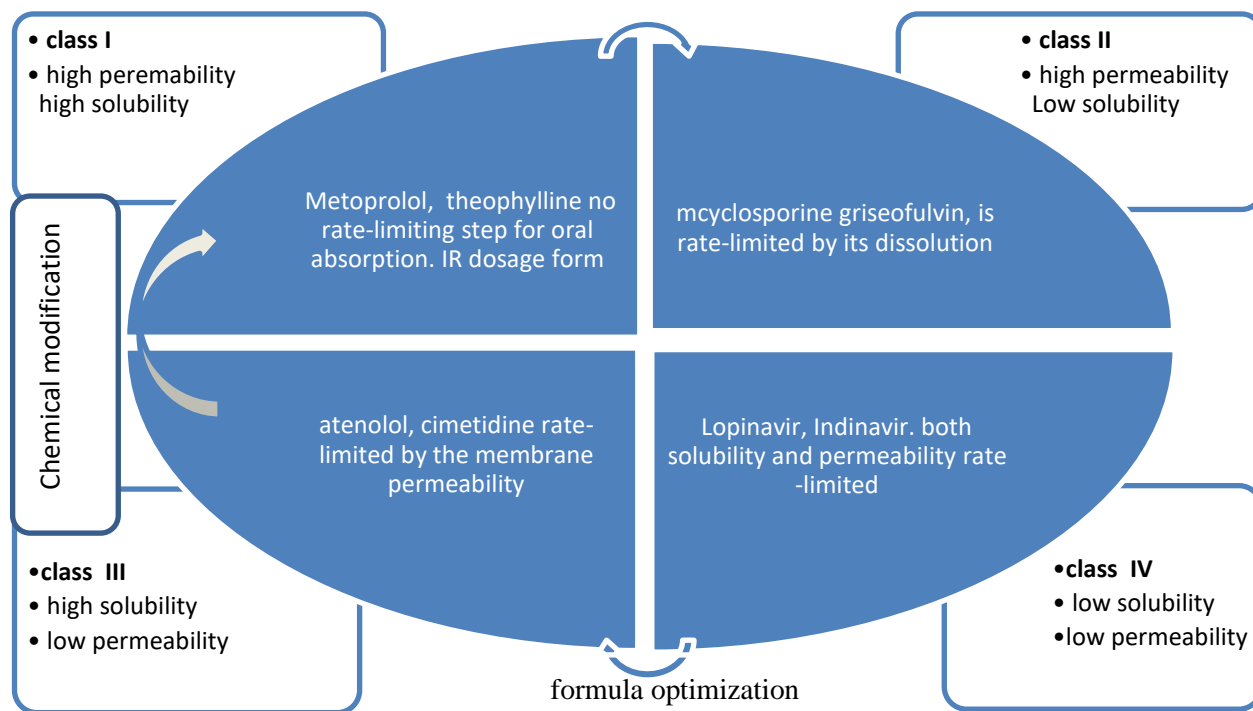 • class I
• high peremability
high solubility
• class II
• high permeability
Low solubility
Metoprolol, theophylline no
rate-limiting step for oral
absorption. IR dosage form
mcyclosporine griseofulvin, is
rate-limited by its dissolution
Chemical modification
atenolol, cimetidine rate-
limited by the membrane
permeability
Lopinavir, Indinavir. both
solubility and permeability rate
-limited
•class III
• high solubility
• low permeability
•class IV
• low solubility
•low permeability
formula optimization